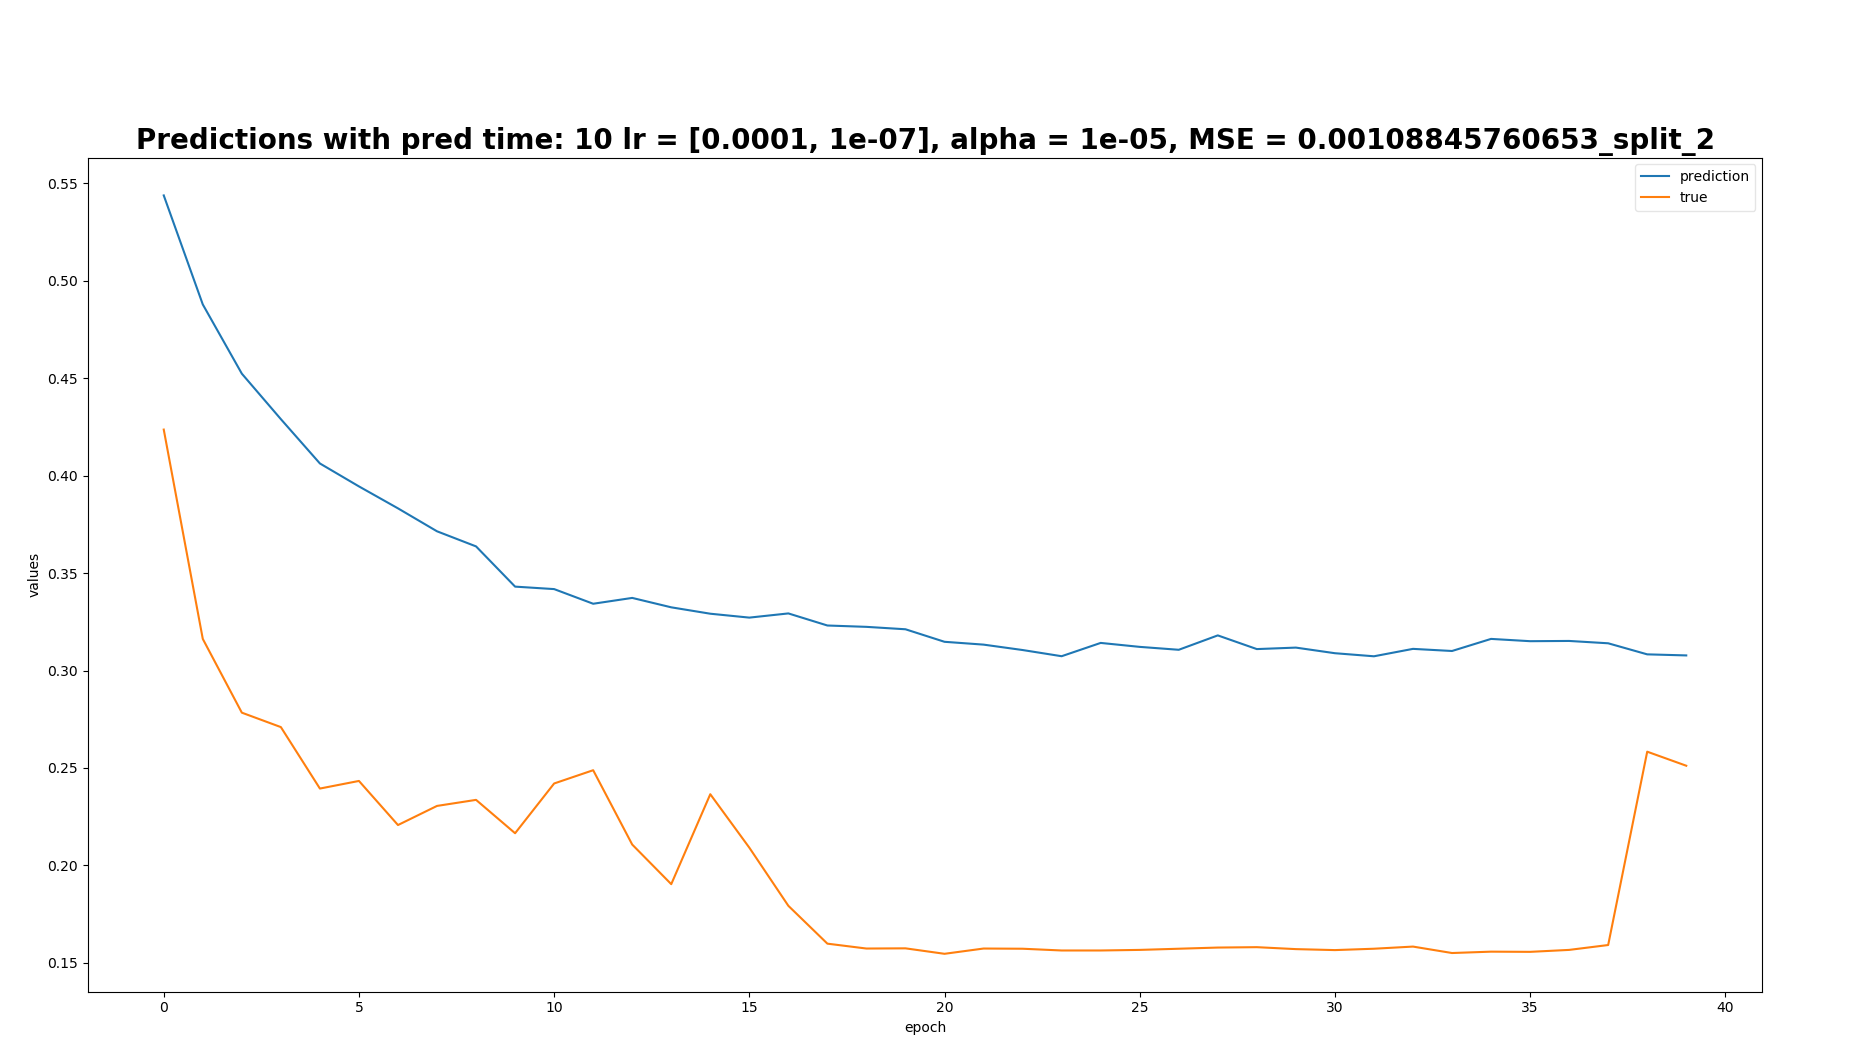 Predictions with pred time: 10 lr = [0.0001, 1e-07], alpha = 1e-05, MSE = 0.00108845760653_split_2
prediction
true
0.55
0.50
0.45
0.40
0.35
0.30
0.25
0.20
0.15
values
0 5 10 15 20 25 30 35 40
epoch